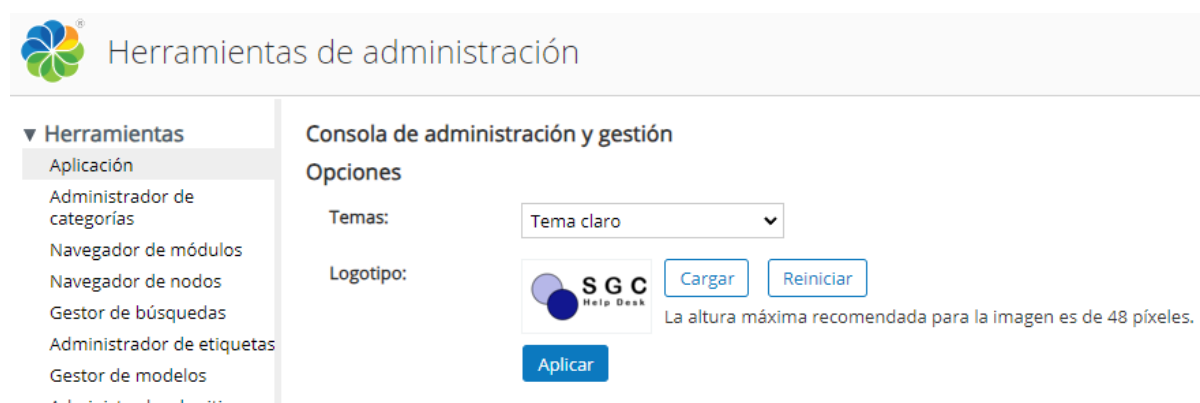 Herramientas de administración
▼ Herramientas
Aplicación
Administrador de
categorías
Navegador de módulos
Navegador de nodos
Gestor de búsquedas
Administrador de etiquetas
Gestor de modelos
Consola de administración y gestión
Opciones
Temas:
Tema claro
Logotipo:
S G C
Help Desk
Cargar
Reiniciar
La altura máxima recomendada para la imagen es de 48 píxeles.
Aplicar